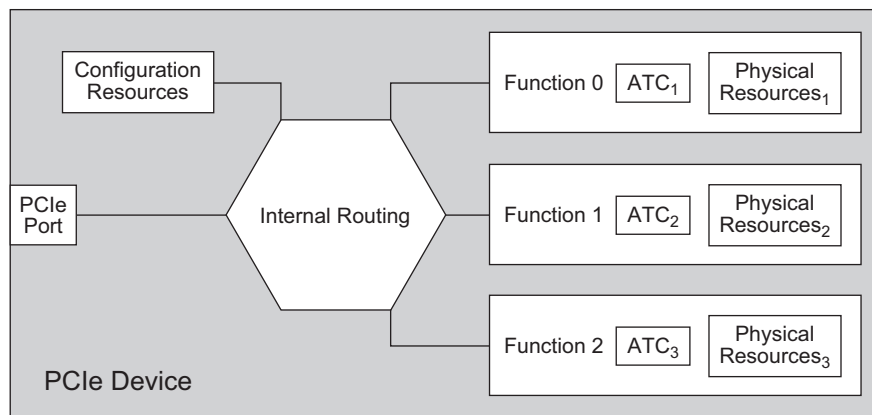 Configuration
Resources
PCIe
Port
Internal Routing
Function 0
ATC₁
Physical
Resources₁
Function 1
ATC₂
Physical
Resources₂
Function 2
ATC₃
Physical
Resources₃
PCIe Device